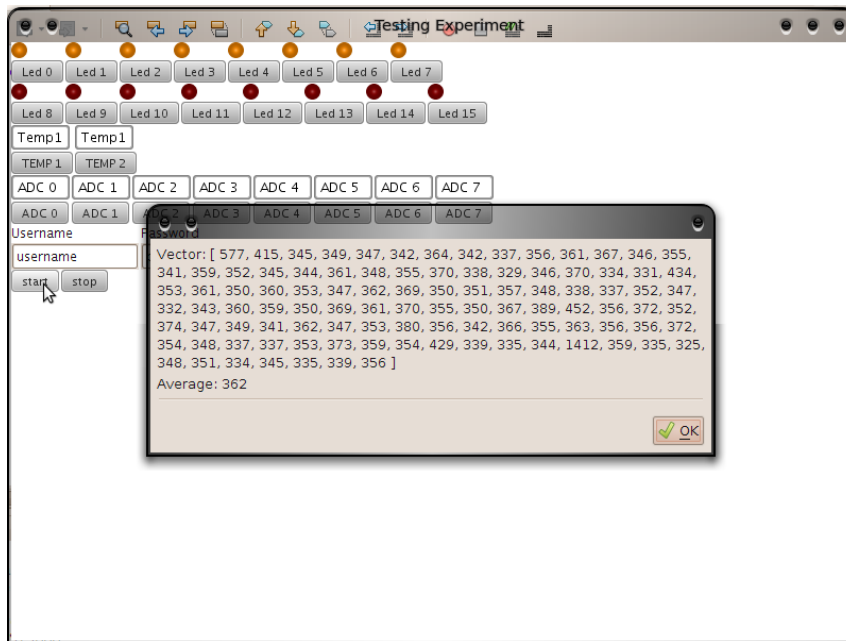 Testing Experiment
Led 0 Led 1 Led 2 Led 3 Led 4 Led 5 Led 6 Led 7
Led 8 Led 9 Led 10 Led 11 Led 12 Led 13 Led 14 Led 15
Temp1 Temp1
TEMP 1 TEMP 2
ADC 0 ADC 1 ADC 2 ADC 3 ADC 4 ADC 5 ADC 6 ADC 7
ADC 0 ADC 1 ADC 2 ADC 3 ADC 4 ADC 5 ADC 6 ADC 7
Username Password
username
start stop
Vector: [ 577, 415, 345, 349, 347, 342, 364, 342, 337, 356, 361, 367, 346, 355,
341, 359, 352, 345, 344, 361, 348, 355, 370, 338, 329, 346, 370, 334, 331, 434,
353, 361, 350, 360, 353, 347, 362, 369, 350, 351, 357, 348, 338, 337, 352, 347,
332, 343, 360, 359, 350, 369, 361, 370, 355, 350, 367, 389, 452, 356, 372, 352,
374, 347, 349, 341, 362, 347, 353, 380, 356, 342, 366, 355, 363, 356, 356, 372,
354, 348, 337, 337, 353, 373, 359, 354, 429, 339, 335, 344, 1412, 359, 335, 325,
348, 351, 334, 345, 335, 339, 356 ]
Average: 362
OK